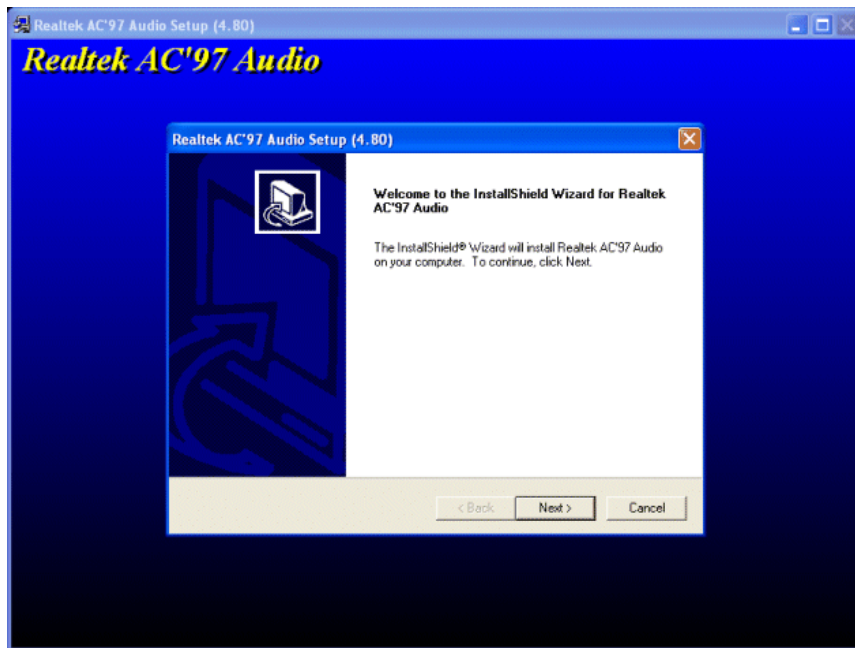 Realtek AC'97 Audio Setup (4.80)
Realtek AC'97 Audio
Realtek AC'97 Audio Setup (4.80)
Welcome to the InstallShield Wizard for Realtek
AC'97 Audio
The InstallShield® Wizard will install Realtek AC'97 Audio
on your computer. To continue, click Next.
< Back
Next >
Cancel